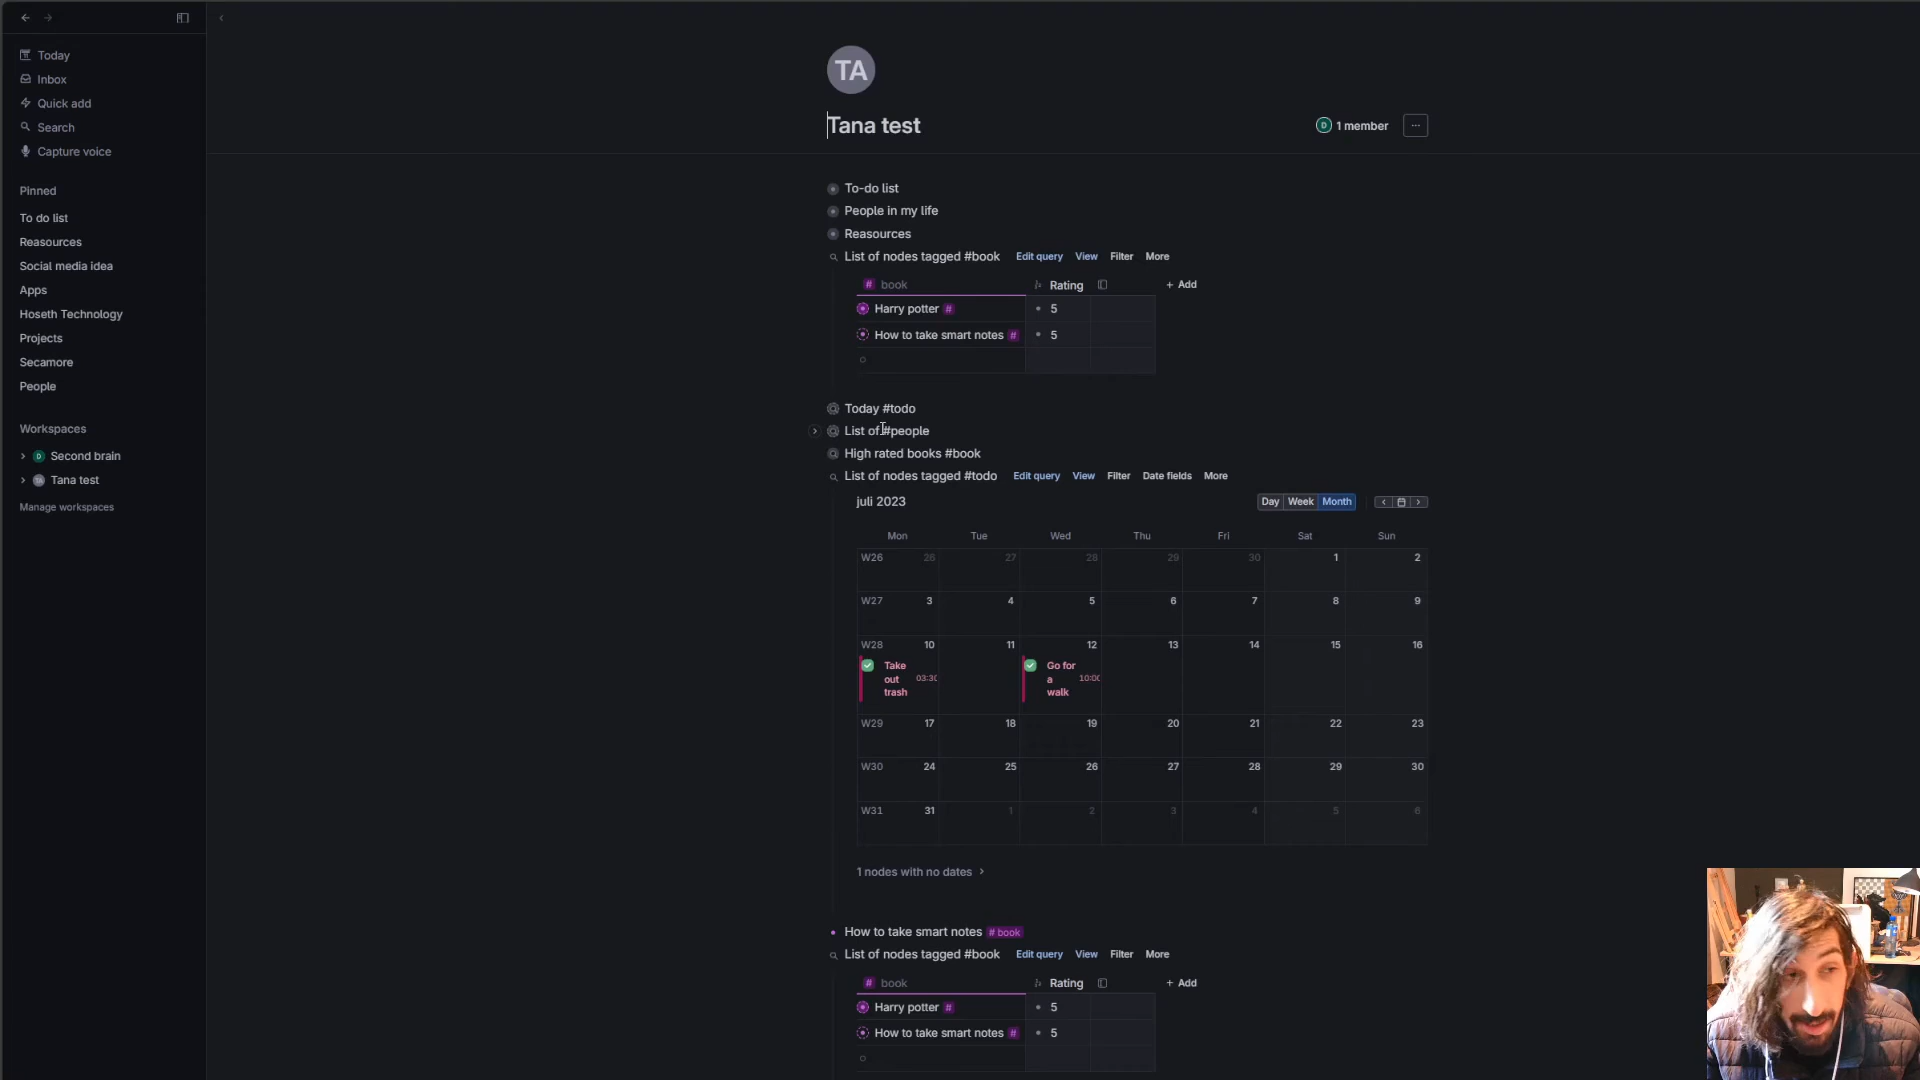 Today
Inbox
Quick add
Search
Capture voice
Pinned
To do list
Reasources
Social media idea
Apps
Hoseth Technology
Projects
Secamore
People
Workspaces
D Second brain
TA Tana test
Manage workspaces
TA
Tana test
D 1 member
To-do list
People in my life
Reasources
List of nodes tagged #book Edit query View Filter More
# book Rating + Add
Harry potter # 5
How to take smart notes # 5
Today #todo
List of #people
High rated books #book
List of nodes tagged #todo Edit query View Filter Date fields More
juli 2023 Day Week Month
Mon Tue Wed Thu Fri Sat Sun
W26 26 27 28 29 30 1 2
W27 3 4 5 6 7 8 9
W28 10 11 12 13 14 15 16
Take out trash 03:30
Go for a walk 10:00
W29 17 18 19 20 21 22 23
W30 24 25 26 27 28 29 30
W31 31 1 2 3 4 5 6
1 nodes with no dates
How to take smart notes # book
List of nodes tagged #book Edit query View Filter More
# book Rating + Add
Harry potter # 5
How to take smart notes # 5